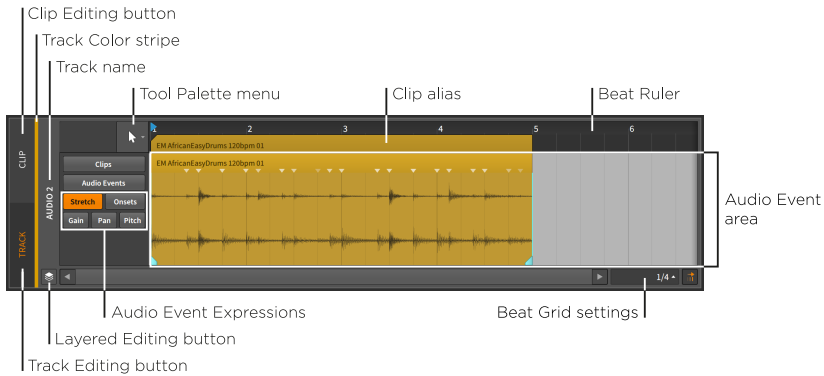 Clip Editing button
Track Color stripe
Track name
Tool Palette menu
Clip alias
Beat Ruler
1 2 3 4 5 6
CLIP
EM AfricanEasyDrums 120bpm 01
EM AfricanEasyDrums 120bpm 01
Clips
Audio Events
AUDIO 2
Stretch Onsets
Gain Pan Pitch
Audio Event
area
TRACK
1/4
Audio Event Expressions
Beat Grid settings
Layered Editing button
Track Editing button